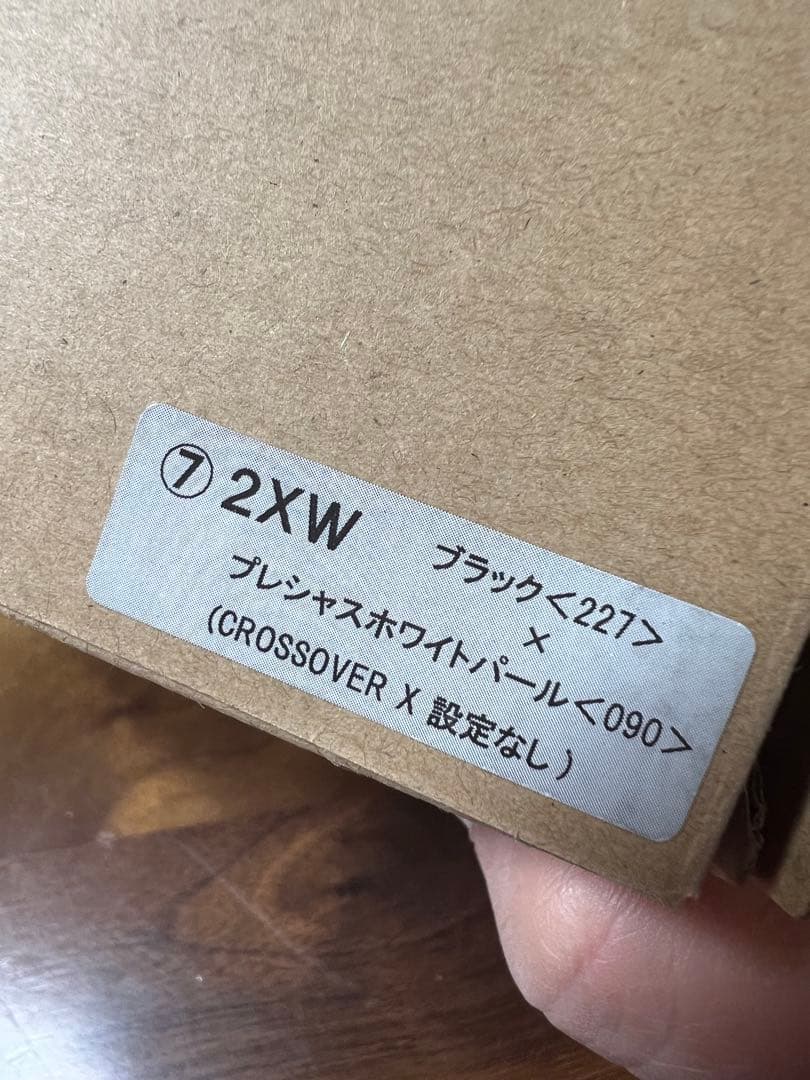 ⑦ 2XW ブラック<227>
×
プレシャスホワイトパール<090>
(CROSSOVER X 設定なし)